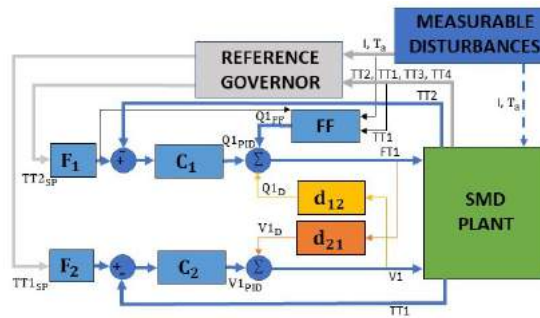 MEASURABLE
DISTURBANCES
I, Tₐ
REFERENCE
GOVERNOR
TT2, TT1, TT3, TT4
TT2
I, Tₐ
Q1FF
FF
TT1
Q1PID
F₁
+
-
C₁
Σ
FT1
TT2SP
Q1D
d₁₂
SMD
PLANT
V1D
d₂₁
F₂
+
-
C₂
Σ
V1
TT1SP
V1PID
TT1